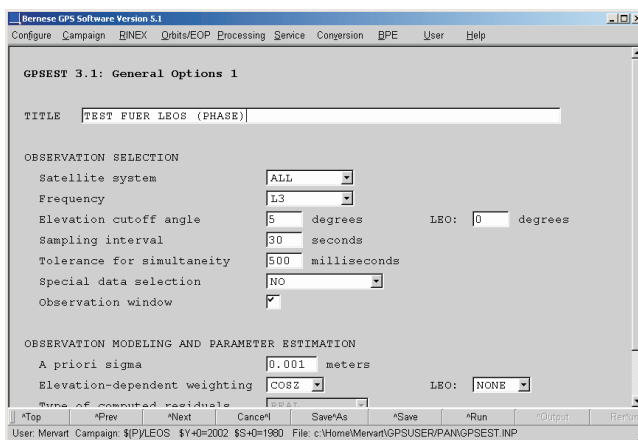 Bernese GPS Software Version 5.1
Configure Campaign RINEX Orbits/EOP Processing Service Conversion BPE User Help
GPSEST 3.1: General Options 1
TITLE TEST FUER LEOS (PHASE)
OBSERVATION SELECTION
Satellite system ALL
Frequency L3
Elevation cutoff angle 5 degrees LEO: 0 degrees
Sampling interval 30 seconds
Tolerance for simultaneity 500 milliseconds
Special data selection NO
Observation window
OBSERVATION MODELING AND PARAMETER ESTIMATION
A priori sigma 0.001 meters
Elevation-dependent weighting COSZ LEO: NONE
Type of computed residuals REAL
^Top ^Prev ^Next Cance^l Save^As ^Save ^Run ^Output
User: Mervart Campaign: $(P)/LEOS $Y+0=2002 $S+0=1980 File: c:\Home\Mervart\GPSUSER/PAN\GPSEST.INP